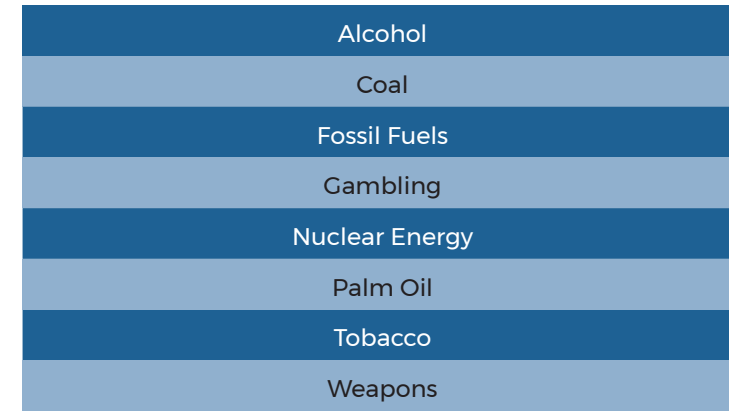 Alcohol
Coal
Fossil Fuels
Gambling
Nuclear Energy
Palm Oil
Tobacco
Weapons